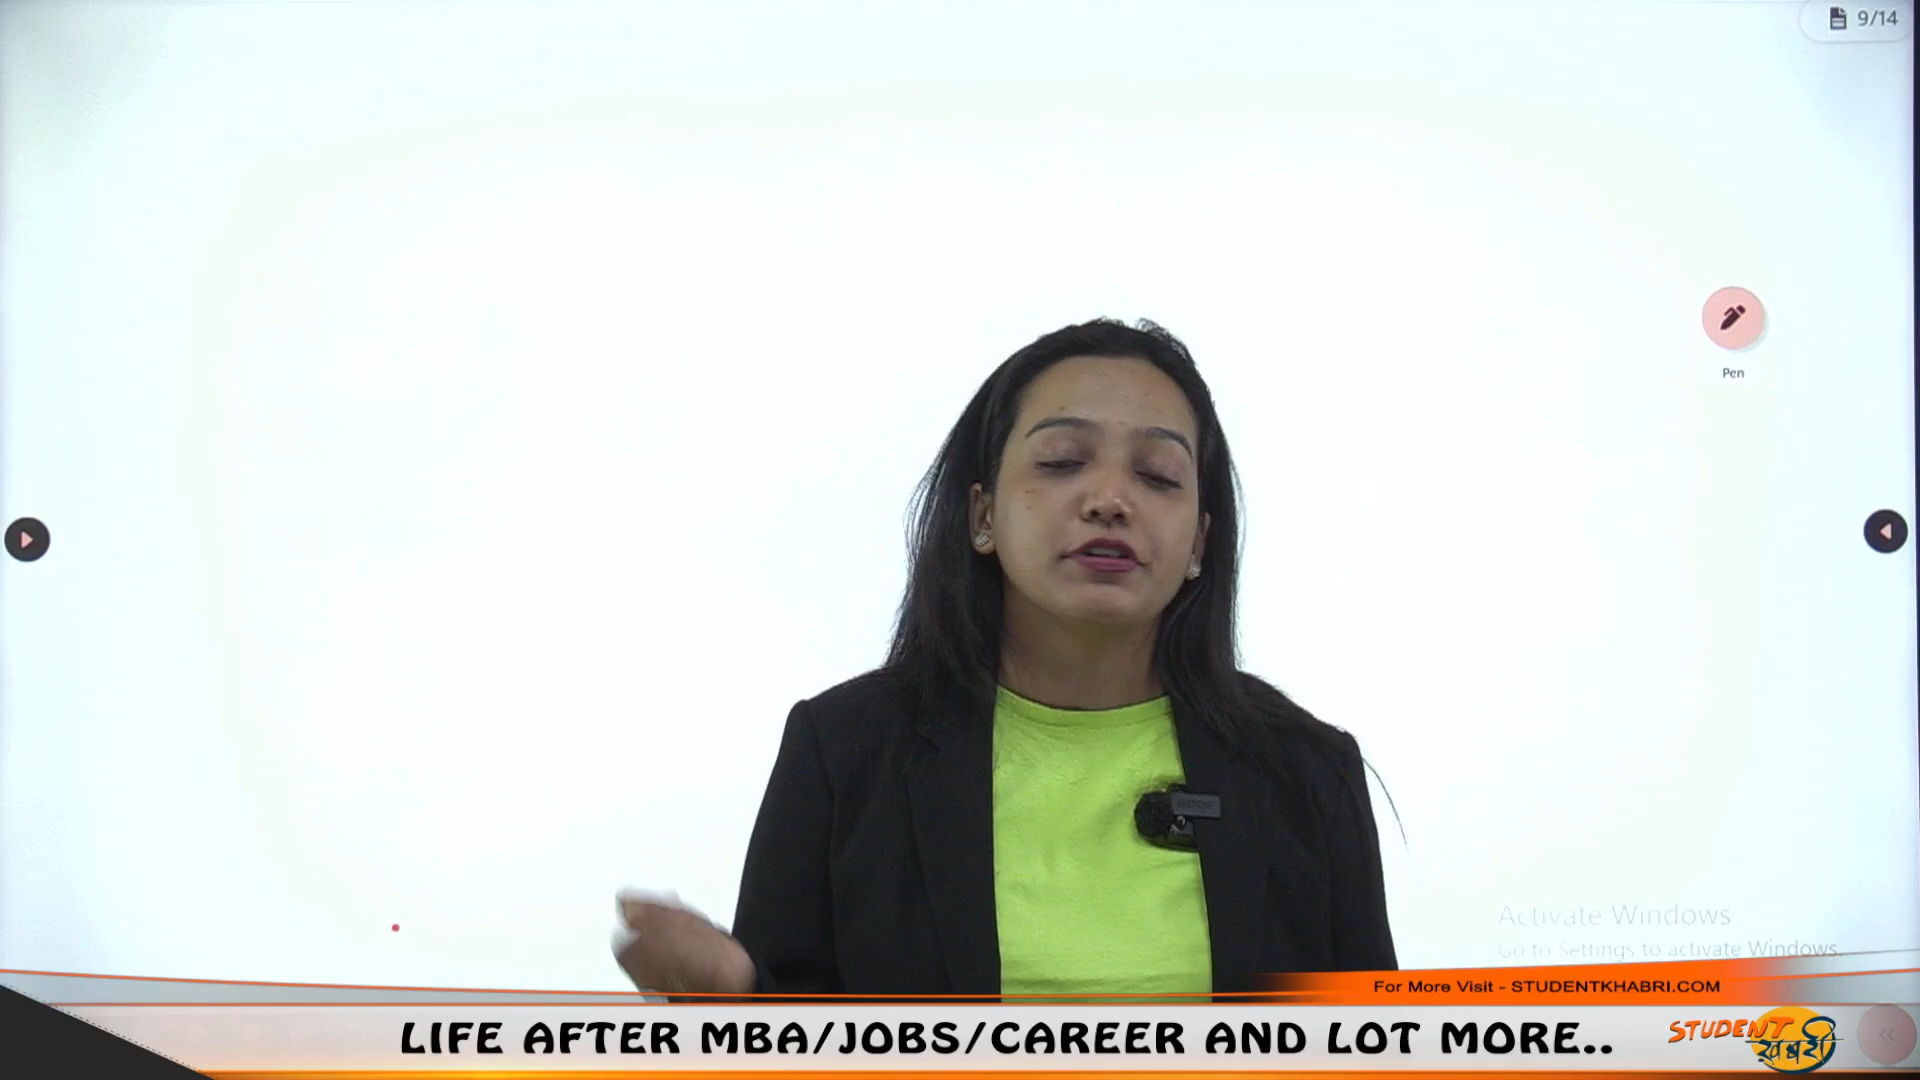 9/14
Pen
Activate Windows
Go to Settings to activate Windows.
For More Visit - STUDENTKHABRI.COM
LIFE AFTER MBA/JOBS/CAREER AND LOT MORE..
STUDENT
ख़बरी